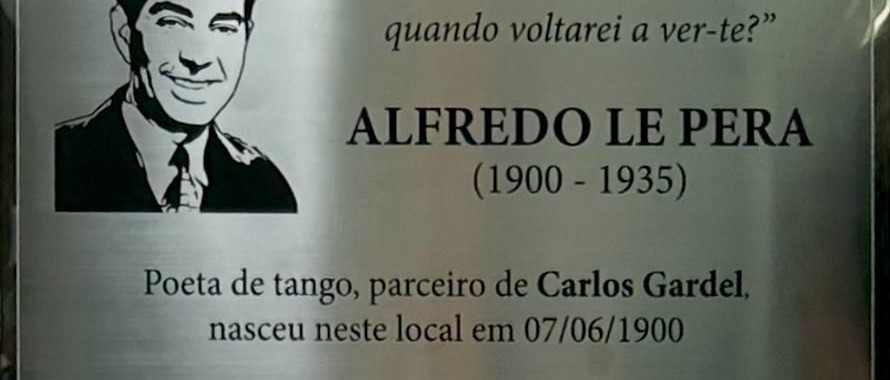 quando voltarei a ver-te?”
ALFREDO LE PERA
(1900 - 1935)
Poeta de tango, parceiro de Carlos Gardel,
nasceu neste local em 07/06/1900